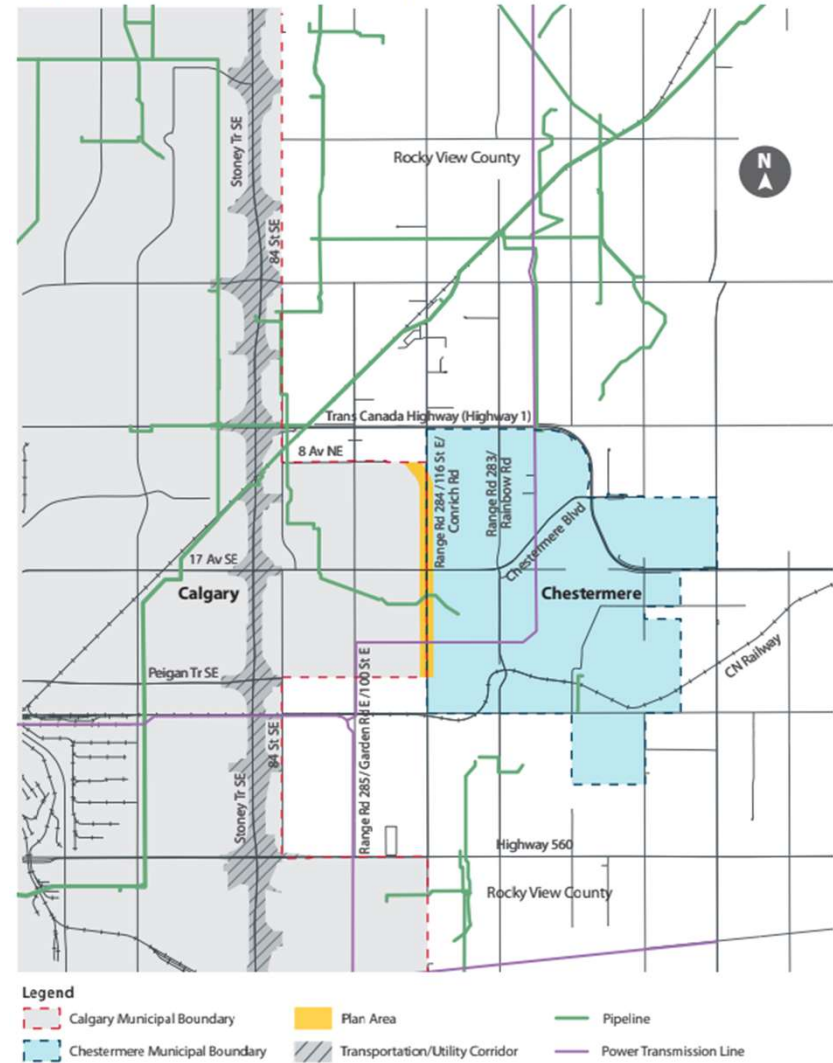 Stoney Tr SE
84 St SE
Rocky View County
N
Trans Canada Highway (Highway 1)
8 Av NE
Range Rd 284/116 St E/
Conrich Rd
Range Rd 283/
Rainbow Rd
Chestermere Blvd
17 Av SE
Calgary
Chestermere
Peigan Tr SE
CN Railway
Range Rd 285/Garden Rd E/100 St E
84 St SE
Stoney Tr SE
Highway 560
Rocky View County
Legend
Calgary Municipal Boundary
Plan Area
Pipeline
Chestermere Municipal Boundary
Transportation/Utility Corridor
Power Transmission Line